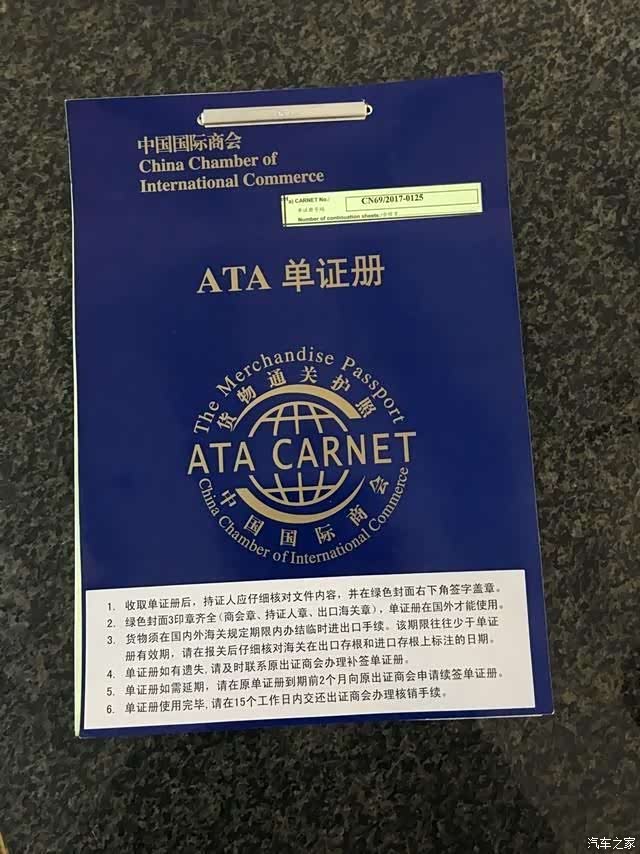 中国国际商会
China Chamber of
International Commerce
(a) CARNET No./
CN69/2017-0125
单证册号码
Number of continuation sheets
ATA 单证册
The Merchandise Passport
货物通关护照
ATA CARNET
中国国际商会
China Chamber of International Commerce
1. 收取单证册后，持证人应仔细核对文件内容，并在绿色封面右下角签字盖章。
2. 绿色封面3印章齐全（商会章、持证人章、出口海关章），单证册在国外才能使用。
3. 货物须在国内外海关规定期限内办结临时进出口手续。该期限往往少于单证
册有效期，请在报关后仔细核对海关在出口存根和进口存根上标注的日期。
4. 单证册如有遗失,请及时联系原出证商会办理补签单证册。
5. 单证册如需延期，请在原单证册到期前2个月向原出证商会申请续签单证册。
6. 单证册使用完毕,请在15个工作日内交还出证商会办理核销手续。
汽车之家